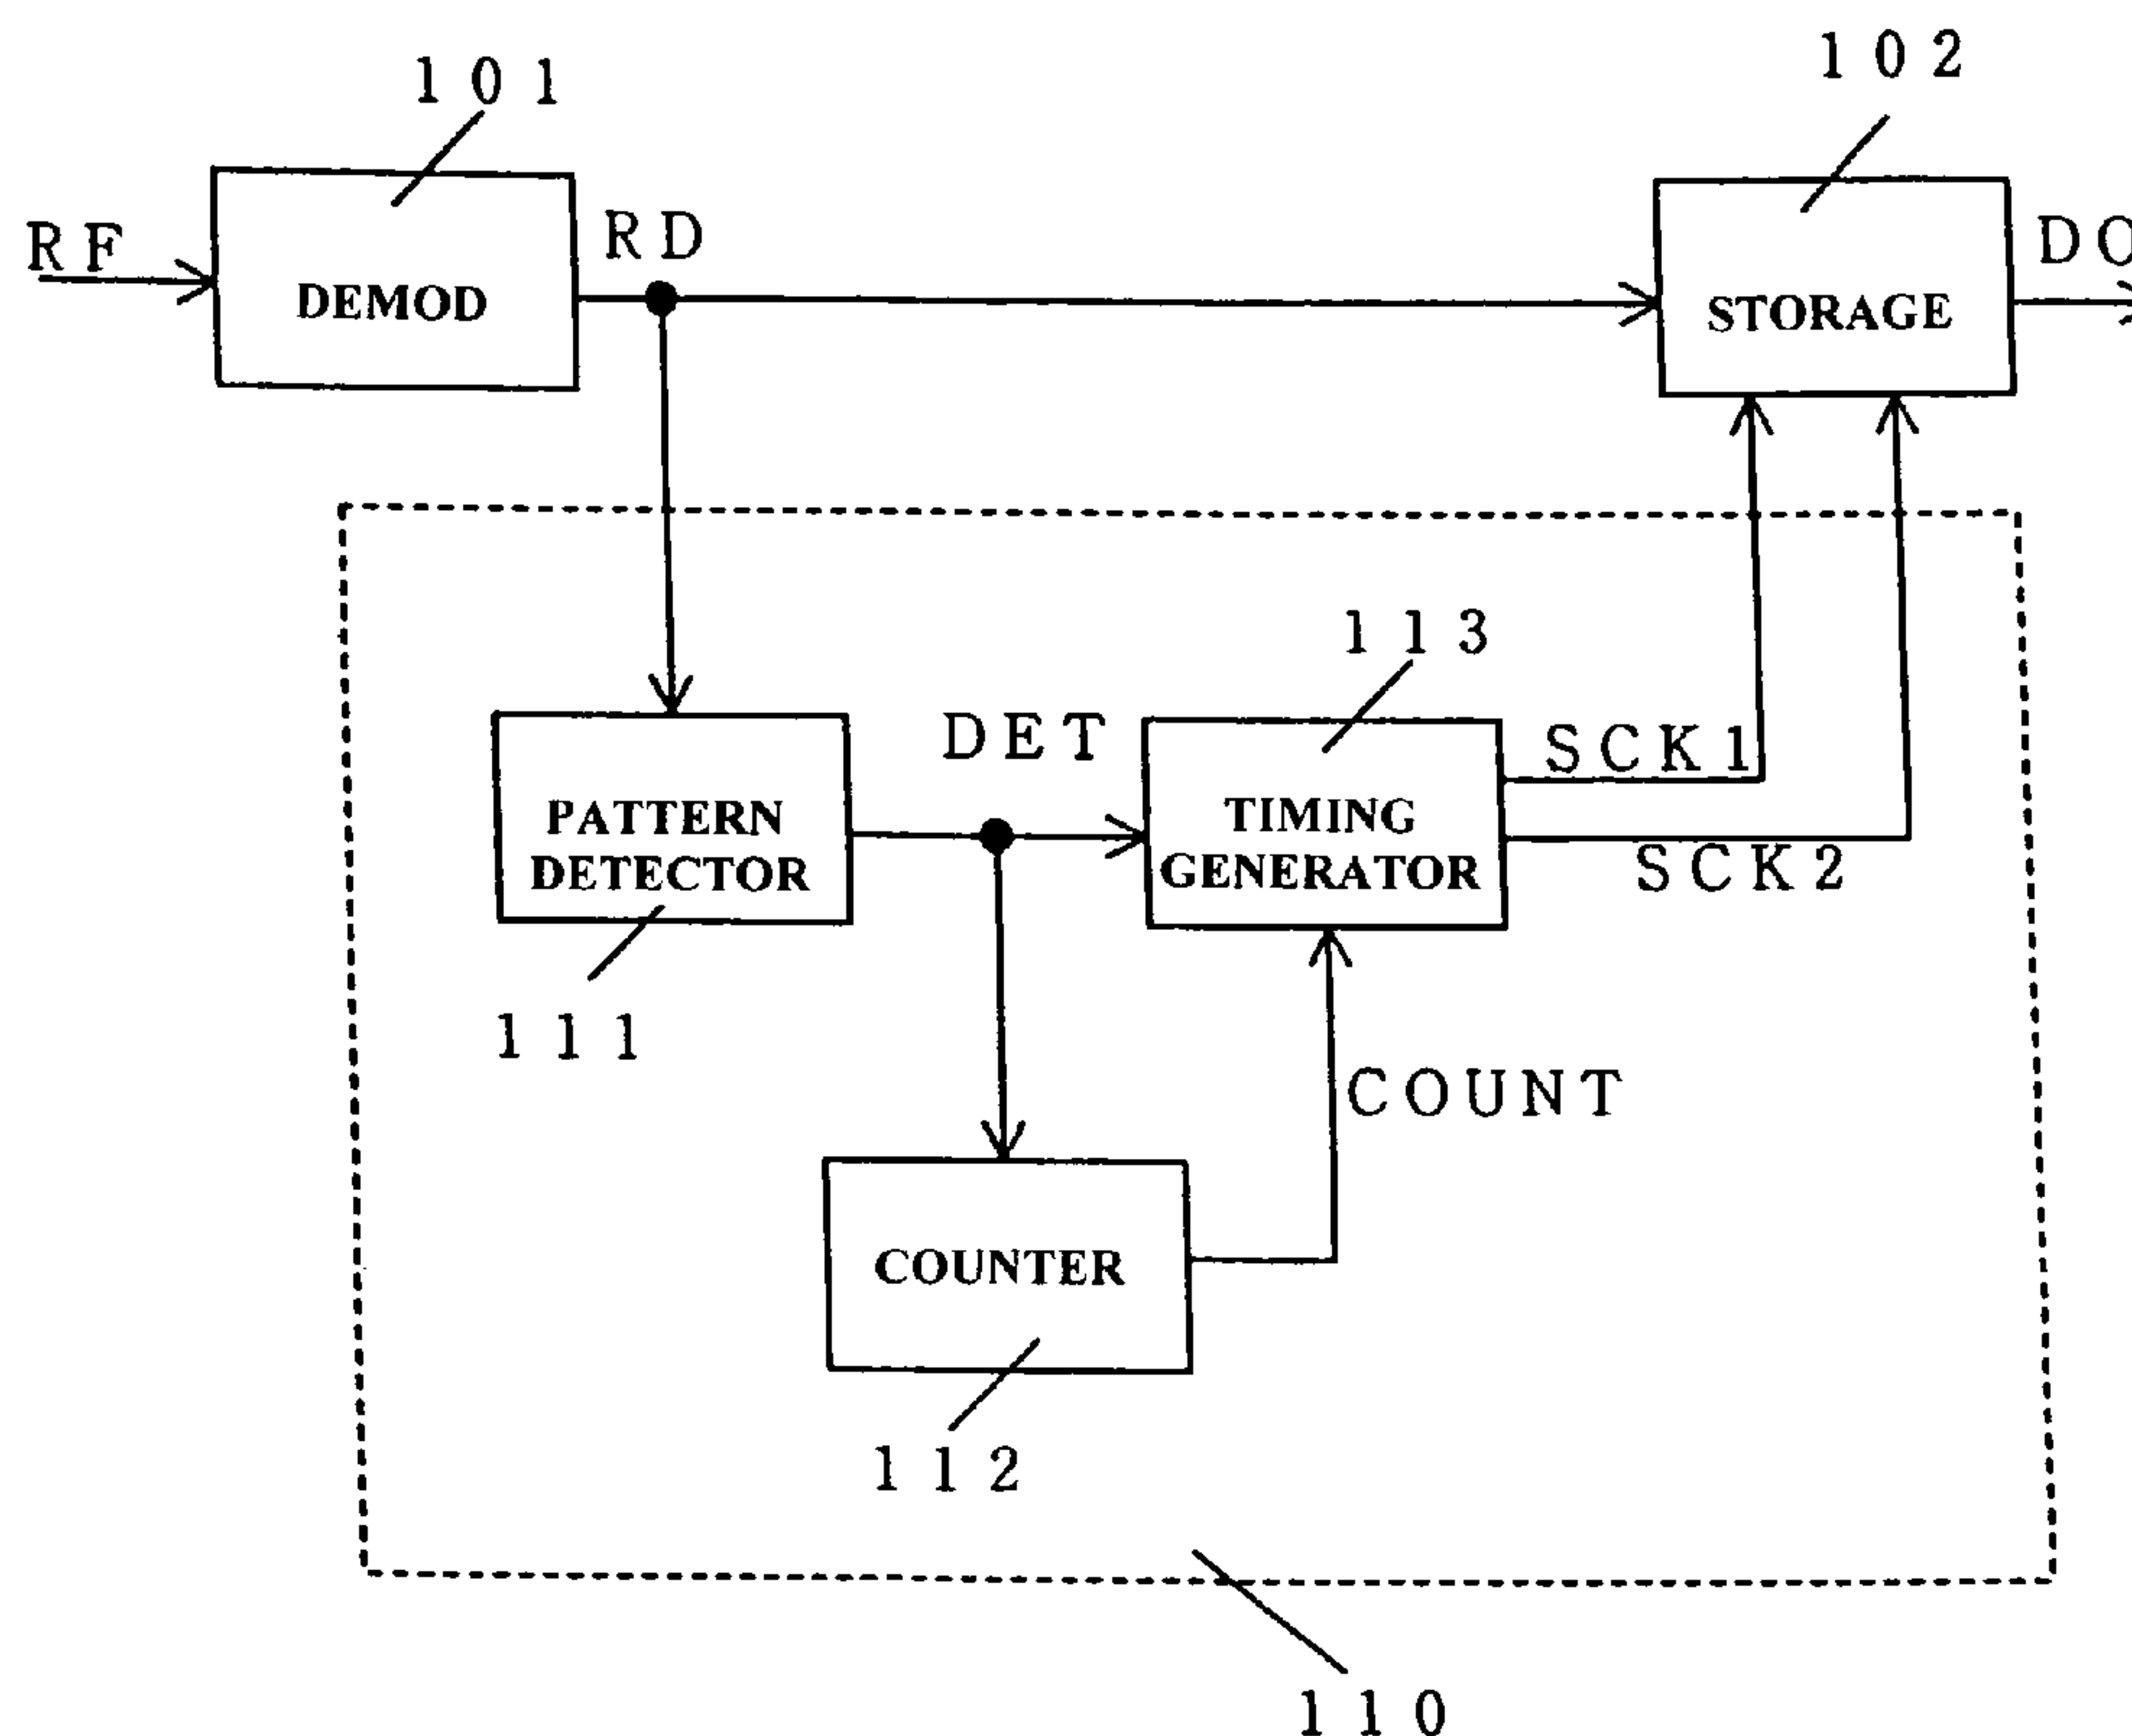 101
102
RF
RD
DO
DEMOD
STORAGE
113
DET
SCK1
PATTERN
DETECTOR
TIMING
GENERATOR
SCK2
111
COUNT
COUNTER
112
110